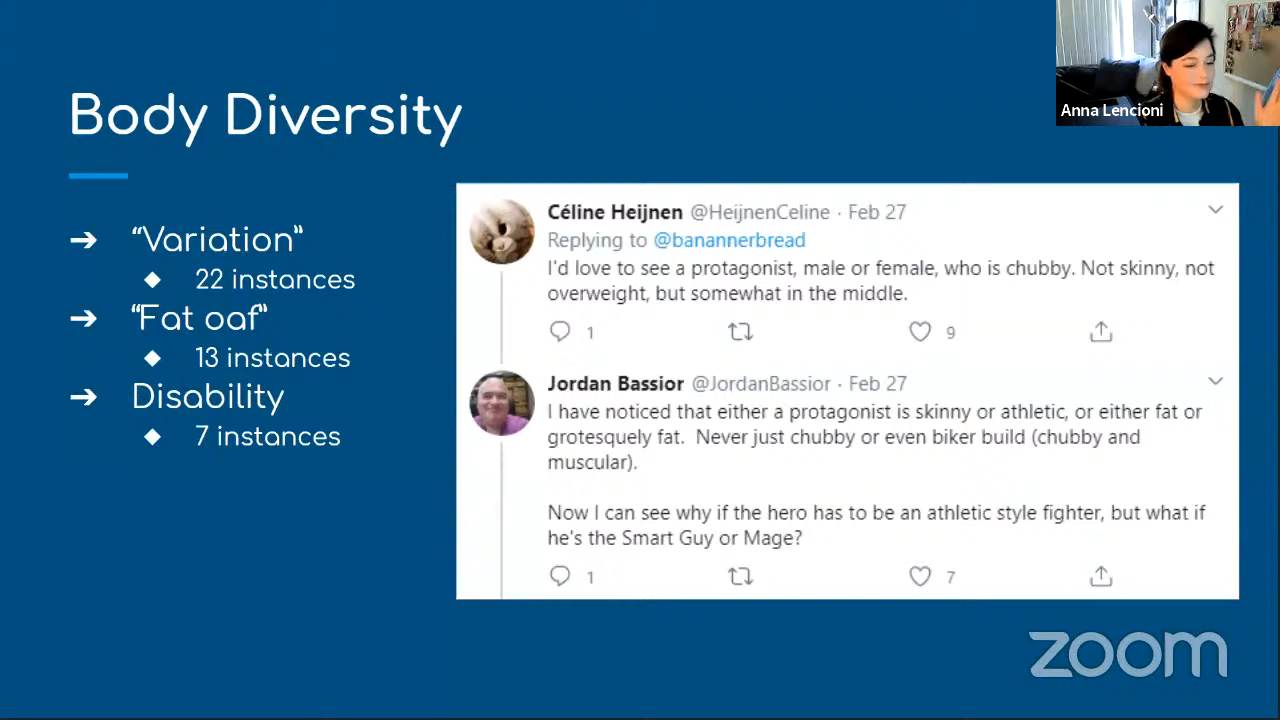 Anna Lencioni
Body Diversity
➔ “Variation”
◆ 22 instances
➔ “Fat oaf”
◆ 13 instances
➔ Disability
◆ 7 instances
Céline Heijnen @HeijnenCeline · Feb 27
Replying to @banannerbread
I'd love to see a protagonist, male or female, who is chubby. Not skinny, not
overweight, but somewhat in the middle.
1 9
Jordan Bassior @JordanBassior · Feb 27
I have noticed that either a protagonist is skinny or athletic, or either fat or
grotesquely fat.  Never just chubby or even biker build (chubby and
muscular).
Now I can see why if the hero has to be an athletic style fighter, but what if
he's the Smart Guy or Mage?
1 7
zoom